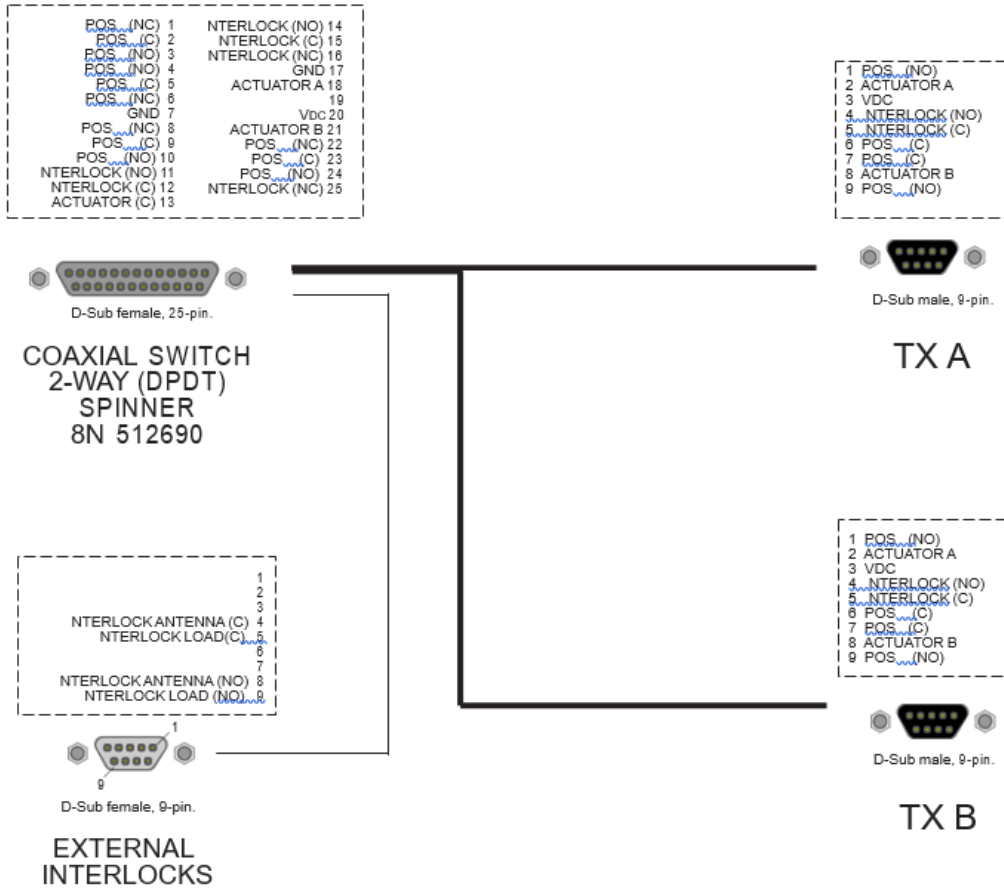 POS (NC) 1
POS (C) 2
POS (NO) 3
POS (NO) 4
POS (C) 5
POS (NC) 6
GND 7
POS (NC) 8
POS (C) 9
POS (NO) 10
NTERLOCK (NO) 11
NTERLOCK (C) 12
ACTUATOR (C) 13
NTERLOCK (NO) 14
NTERLOCK (C) 15
NTERLOCK (NC) 16
GND 17
ACTUATOR A 18
19
VDC 20
ACTUATOR B 21
POS (NC) 22
POS (C) 23
POS (NO) 24
NTERLOCK (NC) 25
D-Sub female, 25-pin.
COAXIAL SWITCH
2-WAY (DPDT)
SPINNER
8N 512690
1 POS (NO)
2 ACTUATOR A
3 VDC
4 NTERLOCK (NO)
5 NTERLOCK (C)
6 POS (C)
7 POS (C)
8 ACTUATOR B
9 POS (NO)
D-Sub male, 9-pin.
TX A
1
2
3
NTERLOCK ANTENNA (C) 4
NTERLOCK LOAD(C) 5
6
7
NTERLOCK ANTENNA (NO) 8
NTERLOCK LOAD (NO) 9
1
9
D-Sub female, 9-pin.
EXTERNAL
INTERLOCKS
1 POS (NO)
2 ACTUATOR A
3 VDC
4 NTERLOCK (NO)
5 NTERLOCK (C)
6 POS (C)
7 POS (C)
8 ACTUATOR B
9 POS (NO)
D-Sub male, 9-pin.
TX B